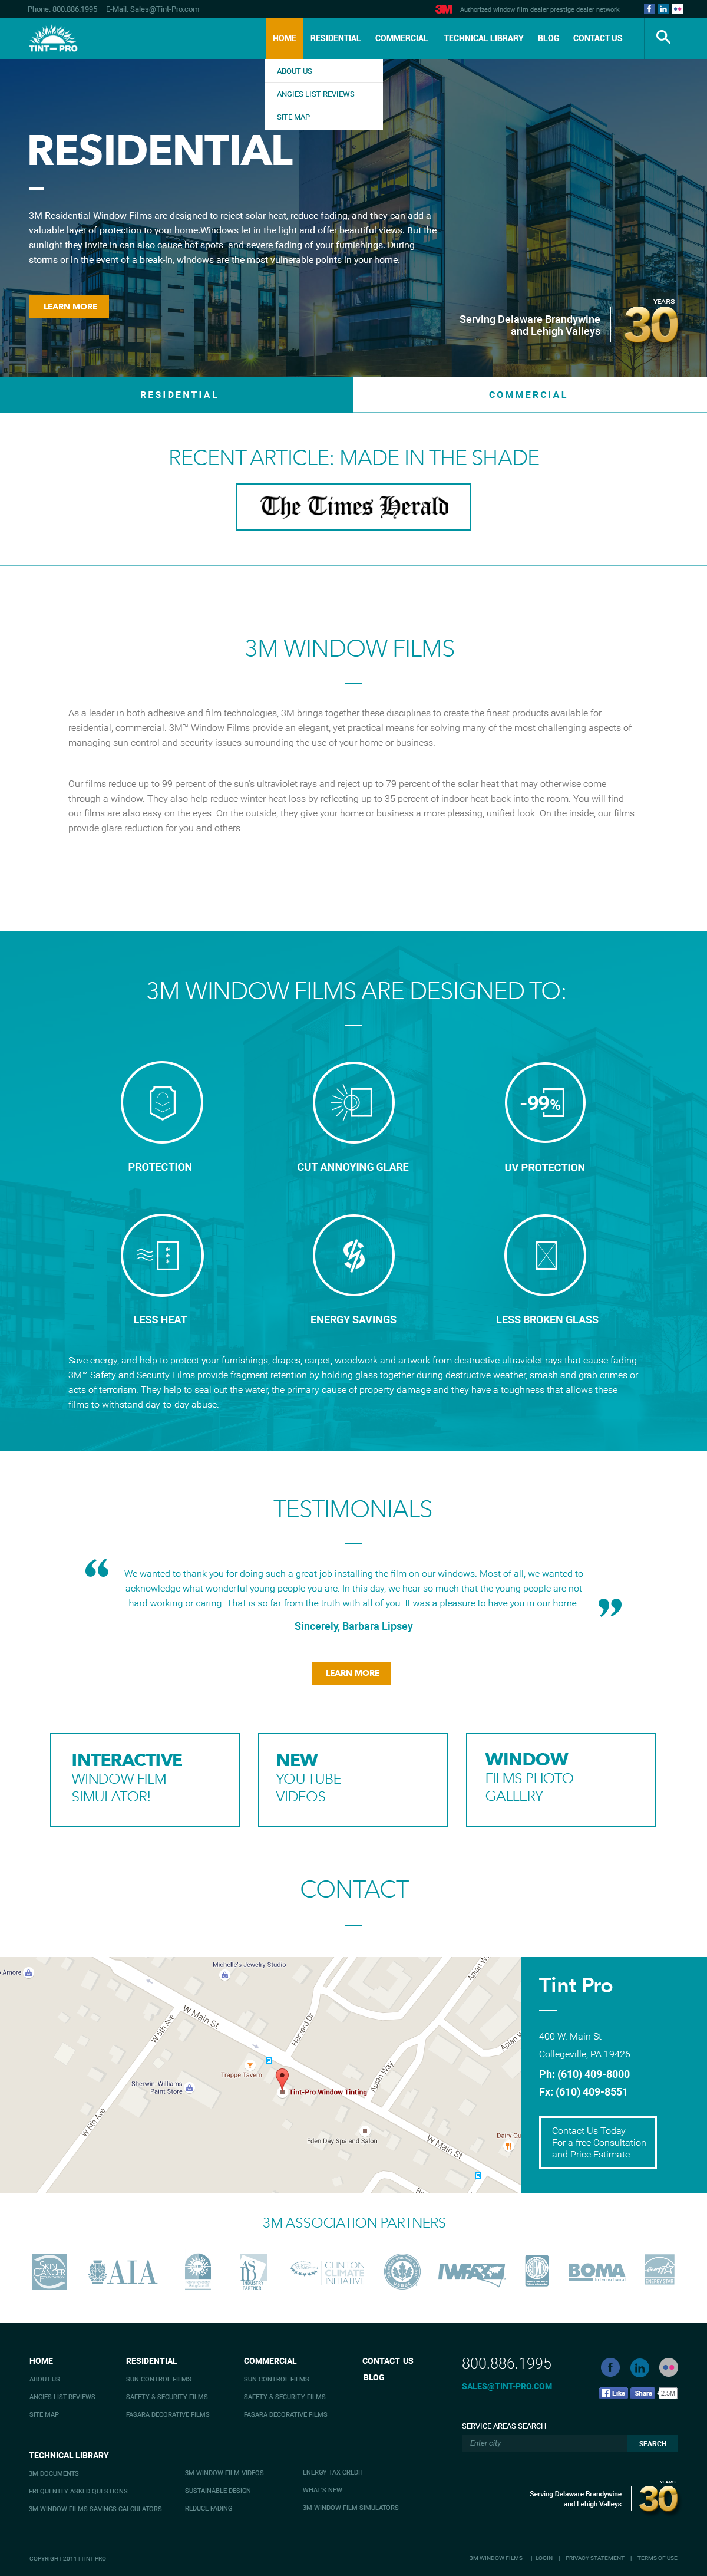 Phone: 800.886.1995 E-Mail: Sales@Tint-Pro.com
3M Authorized window film dealer prestige dealer network
TINT-PRO
HOME RESIDENTIAL COMMERCIAL TECHNICAL LIBRARY BLOG CONTACT US
ABOUT US
ANGIES LIST REVIEWS
SITE MAP
RESIDENTIAL
3M Residential Window Films are designed to reject solar heat, reduce fading, and they can add a
valuable layer of protection to your home.Windows let in the light and offer beautiful views. But the
sunlight they invite in can also cause hot spots and severe fading of your furnishings. During
storms or in the event of a break-in, windows are the most vulnerable points in your home.
LEARN MORE
Serving Delaware Brandywine
and Lehigh Valleys
YEARS
30
RESIDENTIAL
COMMERCIAL
RECENT ARTICLE: MADE IN THE SHADE
The Times Herald
3M WINDOW FILMS
As a leader in both adhesive and film technologies, 3M brings together these disciplines to create the finest products available for
residential, commercial. 3M™ Window Films provide an elegant, yet practical means for solving many of the most challenging aspects of
managing sun control and security issues surrounding the use of your home or business.
Our films reduce up to 99 percent of the sun's ultraviolet rays and reject up to 79 percent of the solar heat that may otherwise come
through a window. They also help reduce winter heat loss by reflecting up to 35 percent of indoor heat back into the room. You will find
our films are also easy on the eyes. On the outside, they give your home or business a more pleasing, unified look. On the inside, our films
provide glare reduction for you and others
3M WINDOW FILMS ARE DESIGNED TO:
-99%
PROTECTION
CUT ANNOYING GLARE
UV PROTECTION
LESS HEAT
ENERGY SAVINGS
LESS BROKEN GLASS
Save energy, and help to protect your furnishings, drapes, carpet, woodwork and artwork from destructive ultraviolet rays that cause fading.
3M™ Safety and Security Films provide fragment retention by holding glass together during destructive weather, smash and grab crimes or
acts of terrorism. They help to seal out the water, the primary cause of property damage and they have a toughness that allows these
films to withstand day-to-day abuse.
TESTIMONIALS
“ We wanted to thank you for doing such a great job installing the film on our windows. Most of all, we wanted to
acknowledge what wonderful young people you are. In this day, we hear so much that the young people are not
hard working or caring. That is so far from the truth with all of you. It was a pleasure to have you in our home. ”
Sincerely, Barbara Lipsey
LEARN MORE
INTERACTIVE
WINDOW FILM
SIMULATOR!
NEW
YOU TUBE
VIDEOS
WINDOW
FILMS PHOTO
GALLERY
CONTACT
Amore
Michelle's Jewelry Studio
W Main St
W 5th Ave
Harvard Dr
Apian Way
Apian W
Apian W
Trappe Tavern
Sherwin-Williams
Paint Store
Tint-Pro Window Tinting
Eden Day Spa and Salon
W 5th Ave
W Main St
Dairy Qu
Tint Pro
400 W. Main St
Collegeville, PA 19426
Ph: (610) 409-8000
Fx: (610) 409-8551
Contact Us Today
For a free Consultation
and Price Estimate
3M ASSOCIATION PARTNERS
SKIN CANCER
AIA
INDUSTRY
PARTNER
CLINTON
CLIMATE
INITIATIVE
IWFA
BOMA
ENERGY STAR
HOME
ABOUT US
ANGIES LIST REVIEWS
SITE MAP
RESIDENTIAL
SUN CONTROL FILMS
SAFETY & SECURITY FILMS
FASARA DECORATIVE FILMS
COMMERCIAL
SUN CONTROL FILMS
SAFETY & SECURITY FILMS
FASARA DECORATIVE FILMS
CONTACT US
BLOG
800.886.1995
SALES@TINT-PRO.COM
Like Share 2.5M
SERVICE AREAS SEARCH
Enter city
SEARCH
TECHNICAL LIBRARY
3M DOCUMENTS
FREQUENTLY ASKED QUESTIONS
3M WINDOW FILMS SAVINGS CALCULATORS
3M WINDOW FILM VIDEOS
SUSTAINABLE DESIGN
REDUCE FADING
ENERGY TAX CREDIT
WHAT'S NEW
3M WINDOW FILM SIMULATORS
Serving Delaware Brandywine
and Lehigh Valleys
YEARS
30
COPYRIGHT 2011 | TINT-PRO
3M WINDOW FILMS | LOGIN | PRIVACY STATEMENT | TERMS OF USE